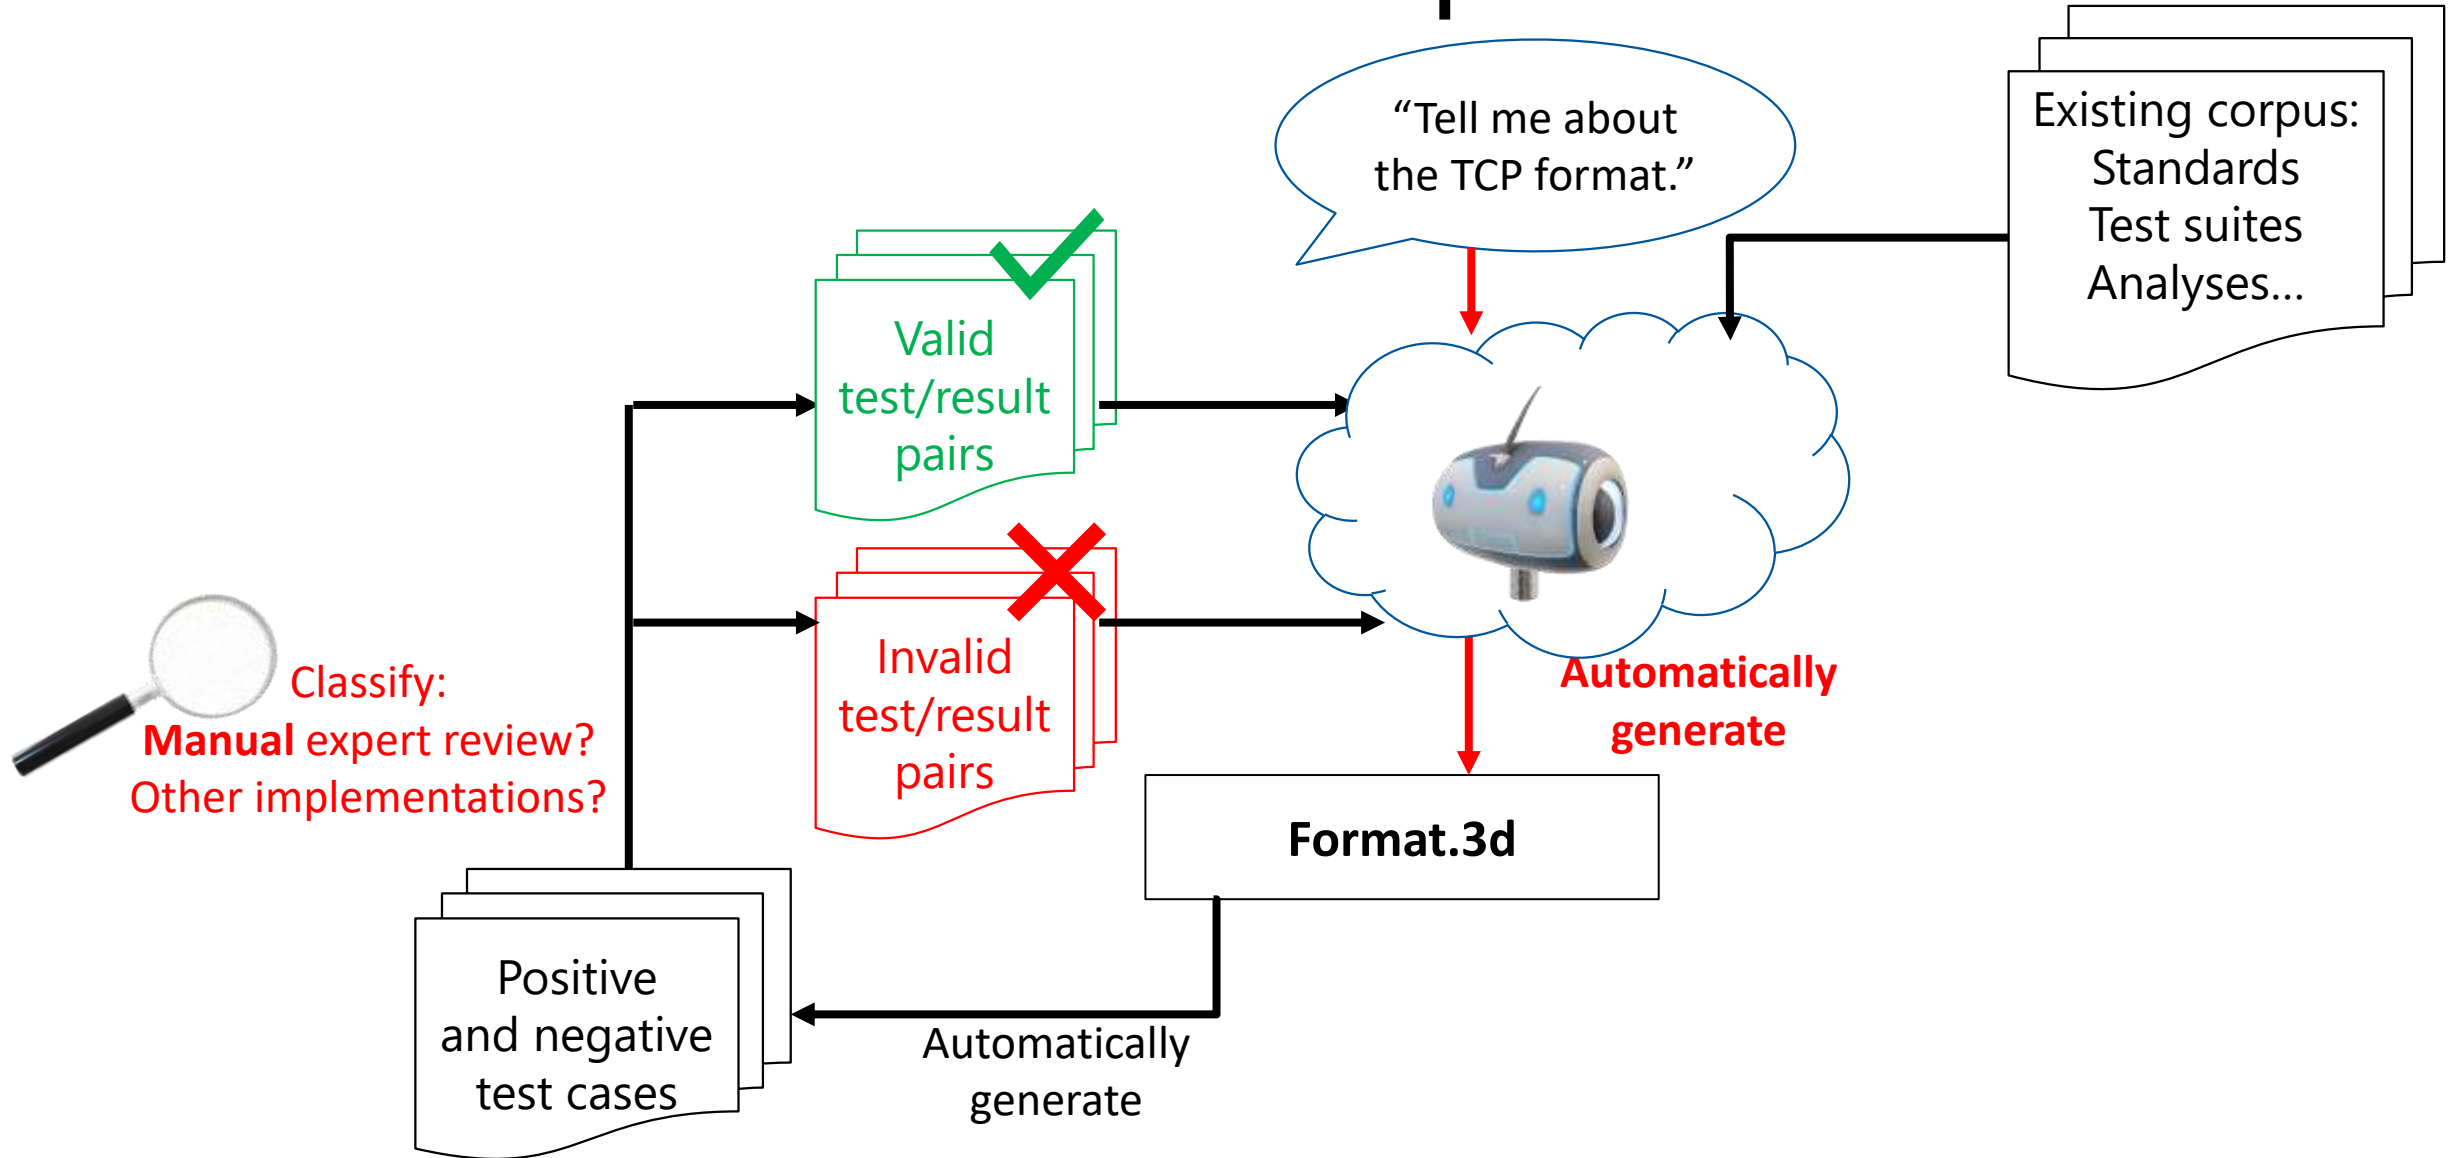 “Tell me about
the TCP format.”
Existing corpus:
Standards
Test suites
Analyses...
Valid
test/result
pairs
Invalid
test/result
pairs
Classify:
Manual expert review?
Other implementations?
Automatically
generate
Format.3d
Positive
and negative
test cases
Automatically
generate